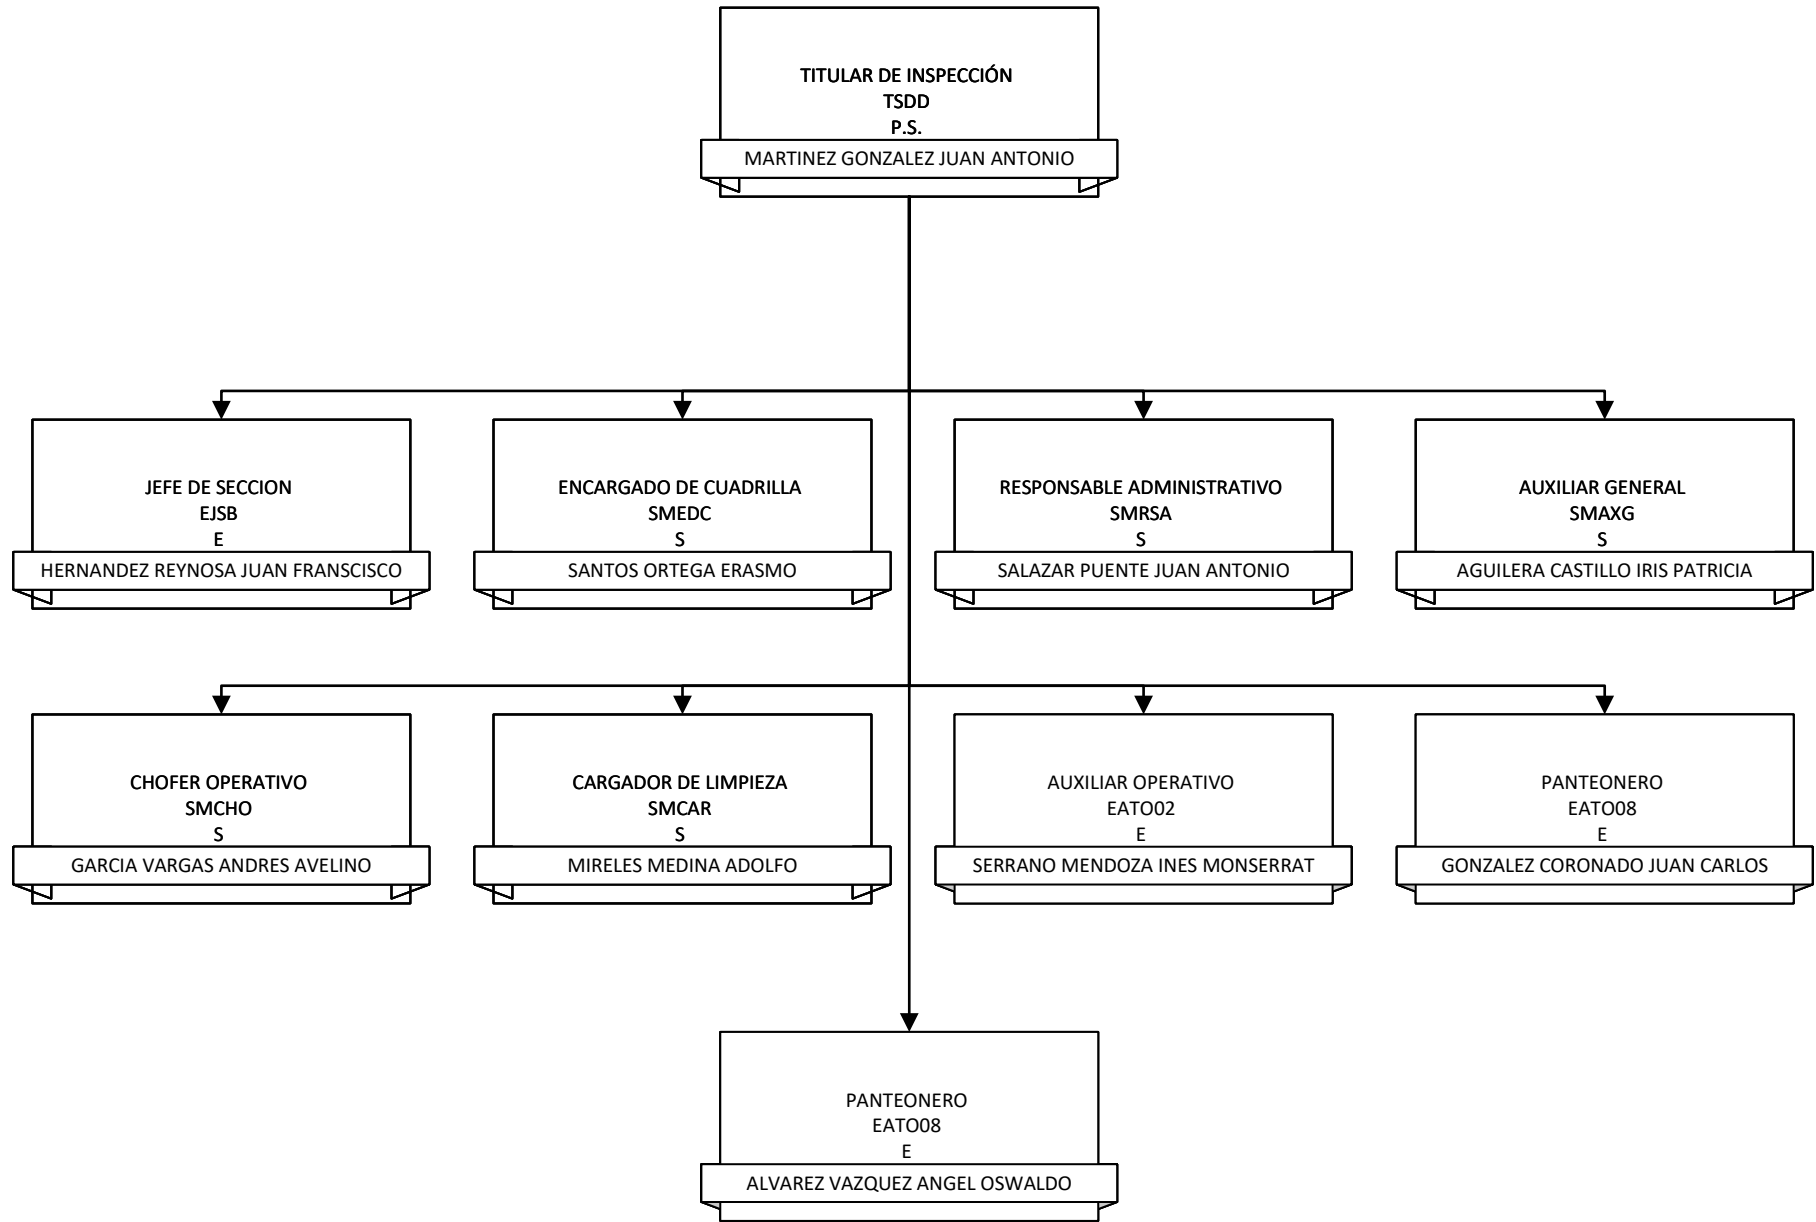 TITULAR DE INSPECCIÓN
TSDD
P.S.
MARTINEZ GONZALEZ JUAN ANTONIO
JEFE DE SECCION
EJSB
E
HERNANDEZ REYNOSA JUAN FRANSCISCO
ENCARGADO DE CUADRILLA
SMEDC
S
SANTOS ORTEGA ERASMO
RESPONSABLE ADMINISTRATIVO
SMRSA
S
SALAZAR PUENTE JUAN ANTONIO
AUXILIAR GENERAL
SMAXG
S
AGUILERA CASTILLO IRIS PATRICIA
CHOFER OPERATIVO
SMCHO
S
GARCIA VARGAS ANDRES AVELINO
CARGADOR DE LIMPIEZA
SMCAR
S
MIRELES MEDINA ADOLFO
AUXILIAR OPERATIVO
EATO02
E
SERRANO MENDOZA INES MONSERRAT
PANTEONERO
EATO08
E
GONZALEZ CORONADO JUAN CARLOS
PANTEONERO
EATO08
E
ALVAREZ VAZQUEZ ANGEL OSWALDO